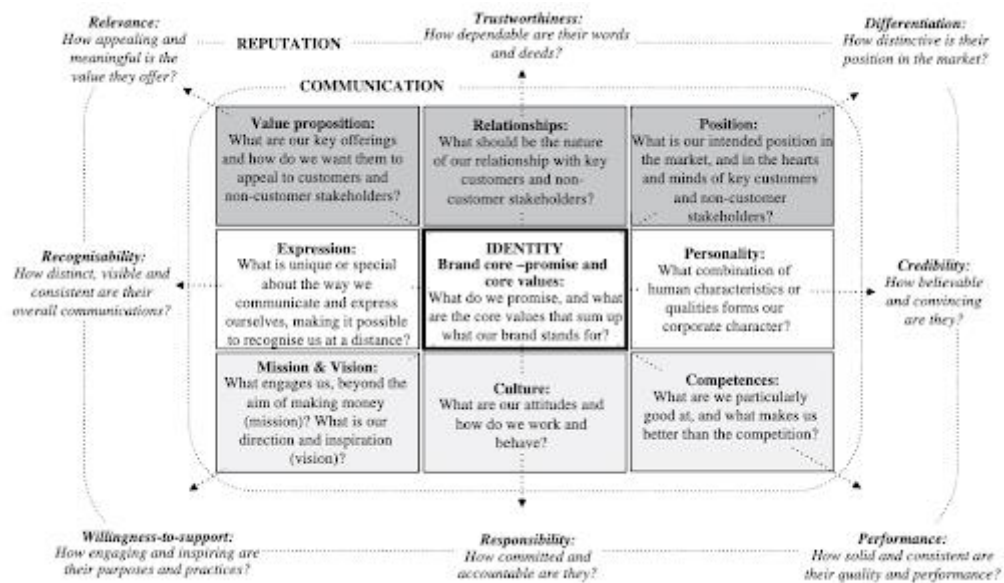 Relevance:
How appealing and
meaningful is the
value they offer?
REPUTATION
Trustworthiness:
How dependable are their words
and deeds?
Differentiation:
How distinctive is their
position in the market?
COMMUNICATION
Value proposition:
What are our key offerings
and how do we want them to
appeal to customers and
non-customer stakeholders?
Relationships:
What should be the nature
of our relationship with key
customers and non-
customer stakeholders?
Position:
What is our intended position in
the market, and in the hearts
and minds of key customers
and non-customer
stakeholders?
Recognisability:
How distinct, visible and
consistent are their
overall communications?
Expression:
What is unique or special
about the way we
communicate and express
ourselves, making it possible
to recognise us at a distance?
IDENTITY
Brand core –promise and
core values:
What do we promise, and what
are the core values that sum up
what our brand stands for?
Personality:
What combination of
human characteristics or
qualities forms our
corporate character?
Credibility:
How believable
and convincing
are they?
Mission & Vision:
What engages us, beyond the
aim of making money
(mission)? What is our
direction and inspiration
(vision)?
Culture:
What are our attitudes and
how do we work and
behave?
Competences:
What are we particularly
good at, and what makes us
better than the competition?
Willingness-to-support:
How engaging and inspiring are
their purposes and practices?
Responsibility:
How committed and
accountable are they?
Performance:
How solid and consistent are
their quality and performance?